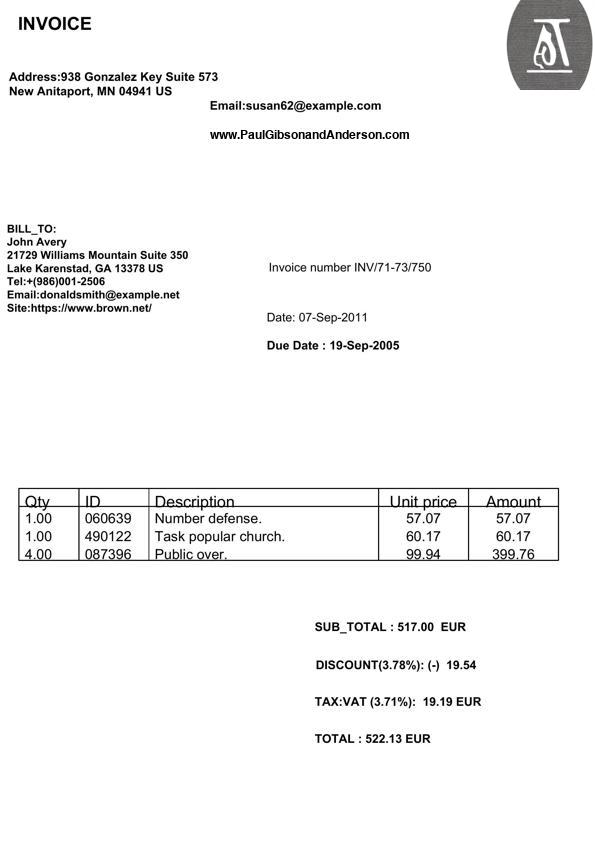 INVOICE
Address:938 Gonzalez Key Suite 573
New Anitaport, MN 04941 US
Email:susan62@example.com
www.PaulGibsonandAnderson.com
BILL_TO:
John Avery
21729 Williams Mountain Suite 350
Lake Karenstad, GA 13378 US
Tel:+(986)001-2506
Email:donaldsmith@example.net
Site:https://www.brown.net/
Invoice number INV/71-73/750
Date: 07-Sep-2011
Due Date : 19-Sep-2005
Qty ID Description Unit price Amount
1.00 060639 Number defense. 57.07 57.07
1.00 490122 Task popular church. 60.17 60.17
4.00 087396 Public over. 99.94 399.76
SUB_TOTAL : 517.00 EUR
DISCOUNT(3.78%): (-) 19.54
TAX:VAT (3.71%): 19.19 EUR
TOTAL : 522.13 EUR